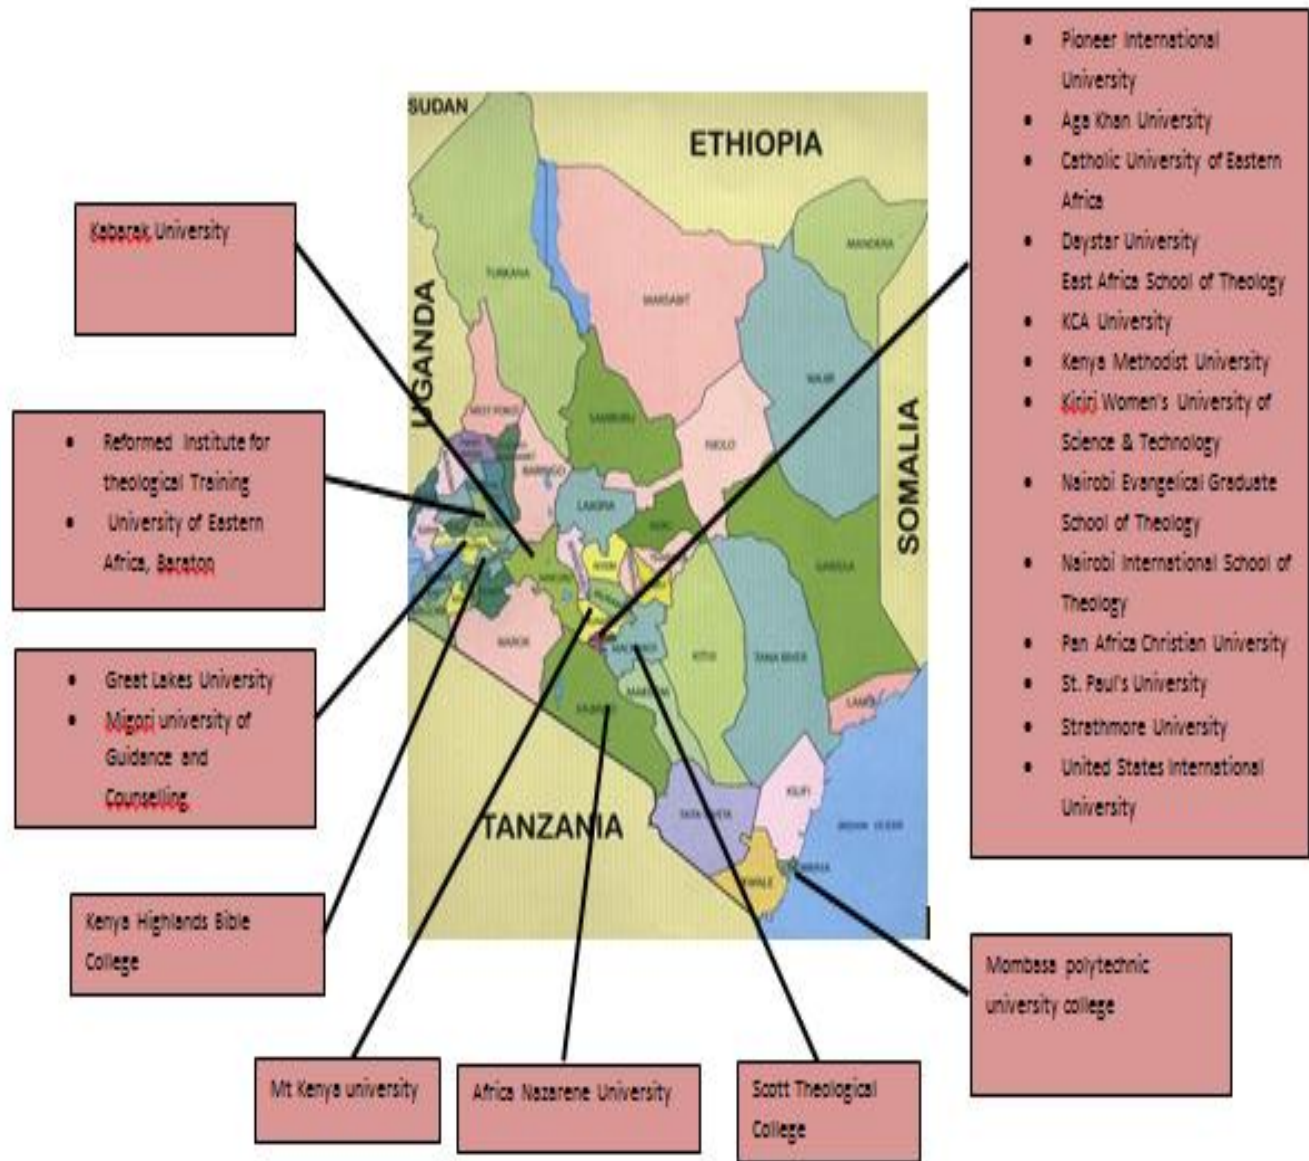 SUDAN
ETHIOPIA
UGANDA
SOMALIA
TANZANIA
MANDERA
TURKANA
MARSABIT
WAJIR
WEST POKOT
SAMBURU
ISIOLO
BARINGO
LAIKIPIA
GARISSA
NAROK
KITUI
TANA RIVER
MACHAKOS
MAKUENI
KAJIADO
LAMU
KILIFI
TAITA TAVETA
KWALE
INDIAN OCEAN
Kabarak University
• Reformed Institute for
theological Training
• University of Eastern
Africa, Baraton
• Great Lakes University
• Migori university of
Guidance and
Counselling
Kenya Highlands Bible
College
Mt Kenya university
Africa Nazarene University
Scott Theological
College
Mombasa polytechnic
university college
• Pioneer International
University
• Aga Khan University
• Catholic University of Eastern
Africa
• Daystar University
East Africa School of Theology
• KCA University
• Kenya Methodist University
• Kiriri Women's University of
Science & Technology
• Nairobi Evangelical Graduate
School of Theology
• Nairobi International School of
Theology
• Pan Africa Christian University
• St. Paul's University
• Strathmore University
• United States International
University